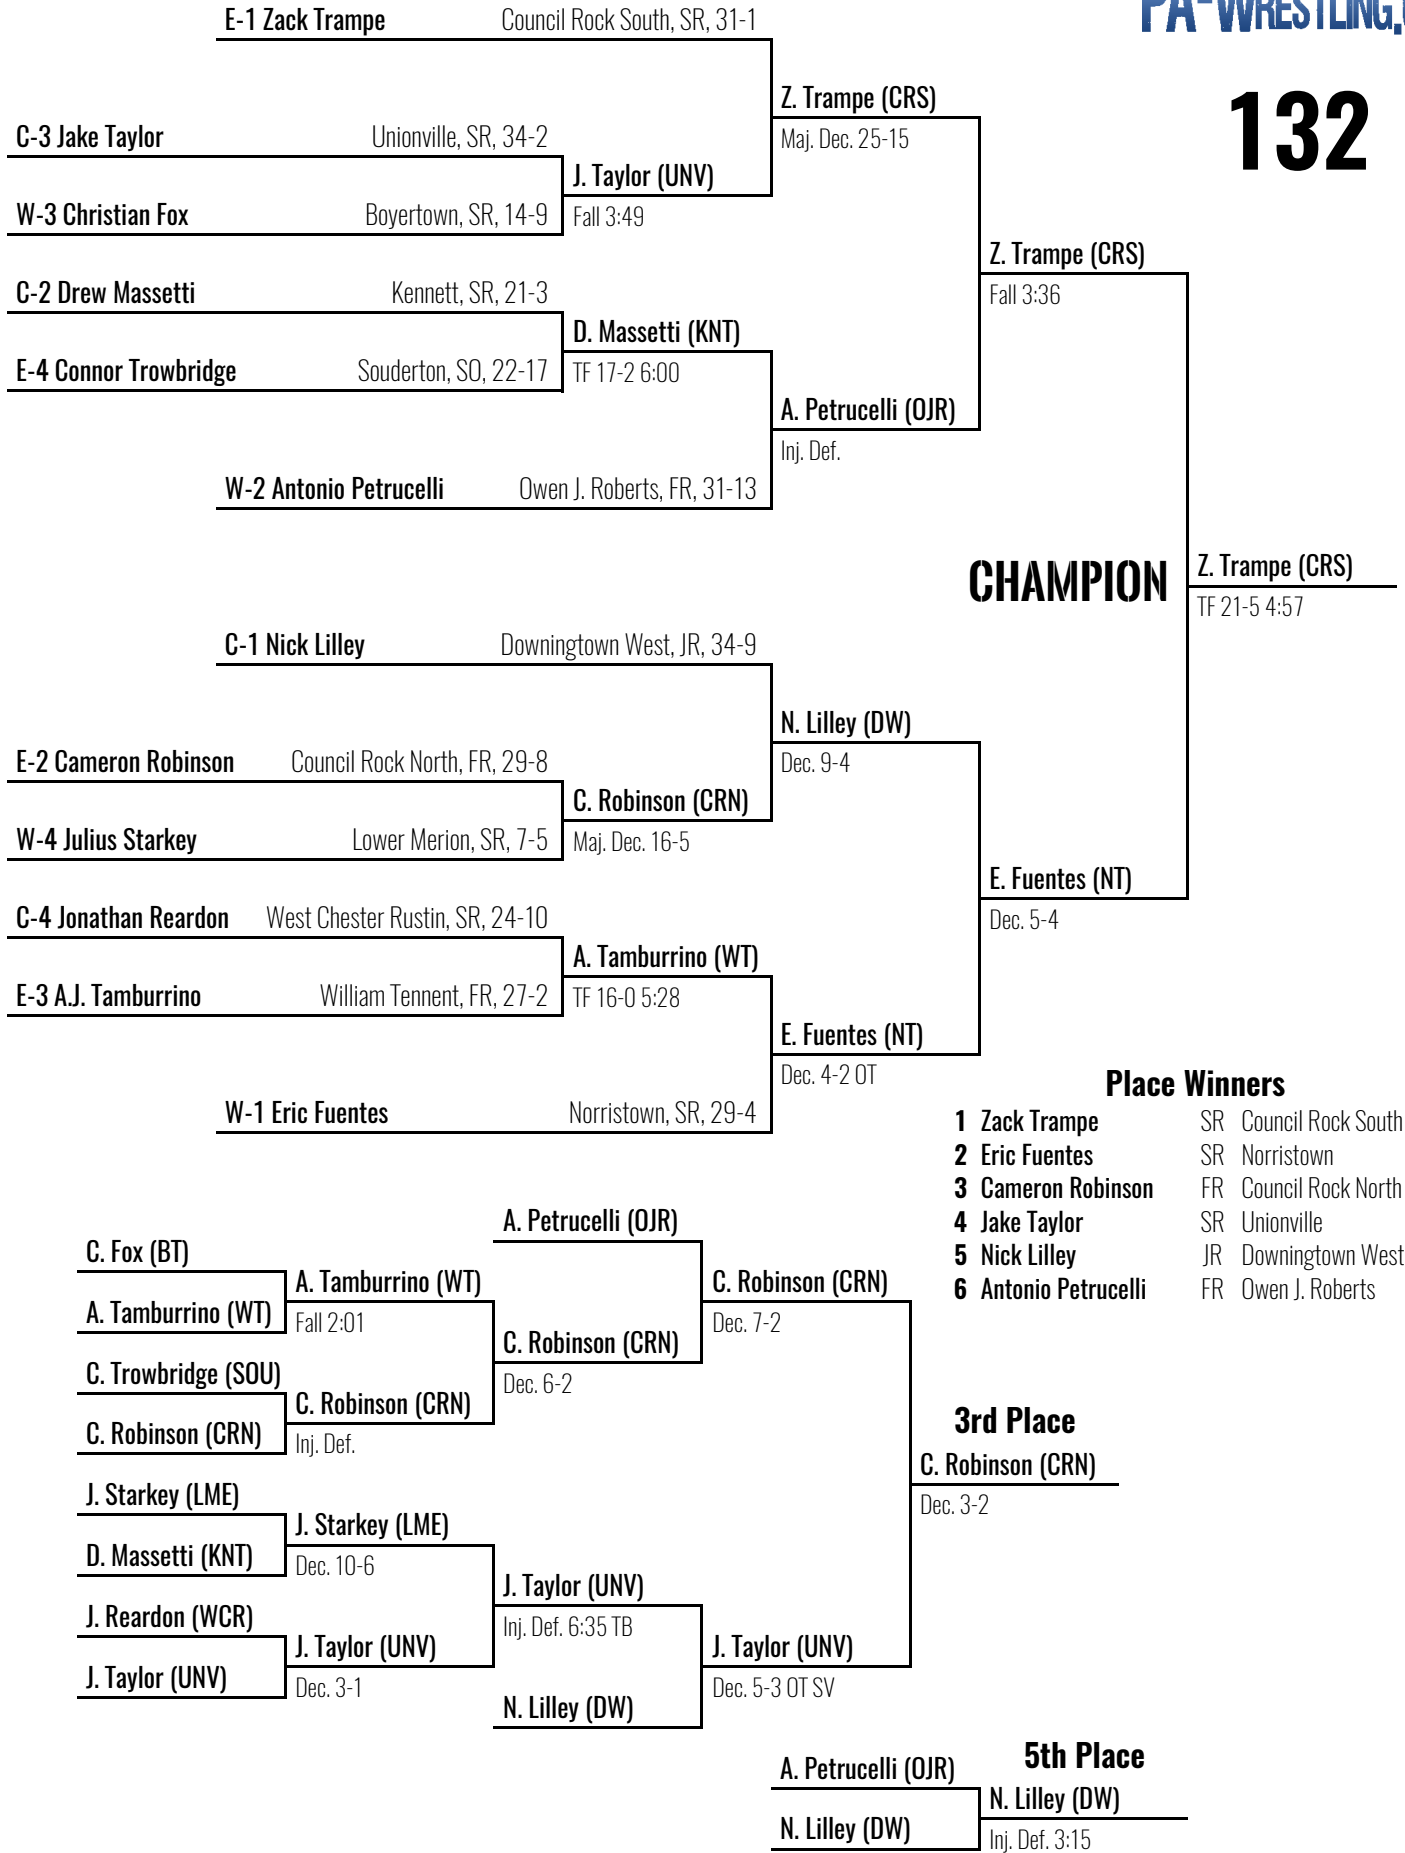 E-1 Zack Trampe Council Rock South, SR, 31-1
PA-WRESTLING.
132
Z. Trampe (CRS)
Maj. Dec. 25-15
C-3 Jake Taylor Unionville, SR, 34-2
J. Taylor (UNV)
Fall 3:49
W-3 Christian Fox Boyertown, SR, 14-9
Z. Trampe (CRS)
Fall 3:36
C-2 Drew Massetti Kennett, SR, 21-3
D. Massetti (KNT)
TF 17-2 6:00
E-4 Connor Trowbridge Souderton, SO, 22-17
A. Petrucelli (OJR)
Inj. Def.
W-2 Antonio Petrucelli Owen J. Roberts, FR, 31-13
CHAMPION
Z. Trampe (CRS)
TF 21-5 4:57
C-1 Nick Lilley Downingtown West, JR, 34-9
N. Lilley (DW)
Dec. 9-4
E-2 Cameron Robinson Council Rock North, FR, 29-8
C. Robinson (CRN)
Maj. Dec. 16-5
W-4 Julius Starkey Lower Merion, SR, 7-5
E. Fuentes (NT)
Dec. 5-4
C-4 Jonathan Reardon West Chester Rustin, SR, 24-10
A. Tamburrino (WT)
TF 16-0 5:28
E-3 A.J. Tamburrino William Tennent, FR, 27-2
E. Fuentes (NT)
Dec. 4-2 OT
W-1 Eric Fuentes Norristown, SR, 29-4
Place Winners
1 Zack Trampe SR Council Rock South
2 Eric Fuentes SR Norristown
3 Cameron Robinson FR Council Rock North
4 Jake Taylor SR Unionville
5 Nick Lilley JR Downingtown West
6 Antonio Petrucelli FR Owen J. Roberts
A. Petrucelli (OJR)
C. Fox (BT)
A. Tamburrino (WT)
Fall 2:01
A. Tamburrino (WT)
C. Robinson (CRN)
Dec. 7-2
C. Robinson (CRN)
Dec. 6-2
C. Trowbridge (SOU)
C. Robinson (CRN)
Inj. Def.
C. Robinson (CRN)
3rd Place
C. Robinson (CRN)
Dec. 3-2
J. Starkey (LME)
J. Starkey (LME)
Dec. 10-6
D. Massetti (KNT)
J. Taylor (UNV)
Inj. Def. 6:35 TB
J. Reardon (WCR)
J. Taylor (UNV)
Dec. 3-1
J. Taylor (UNV)
J. Taylor (UNV)
Dec. 5-3 OT SV
N. Lilley (DW)
5th Place
A. Petrucelli (OJR)
N. Lilley (DW)
Inj. Def. 3:15
N. Lilley (DW)